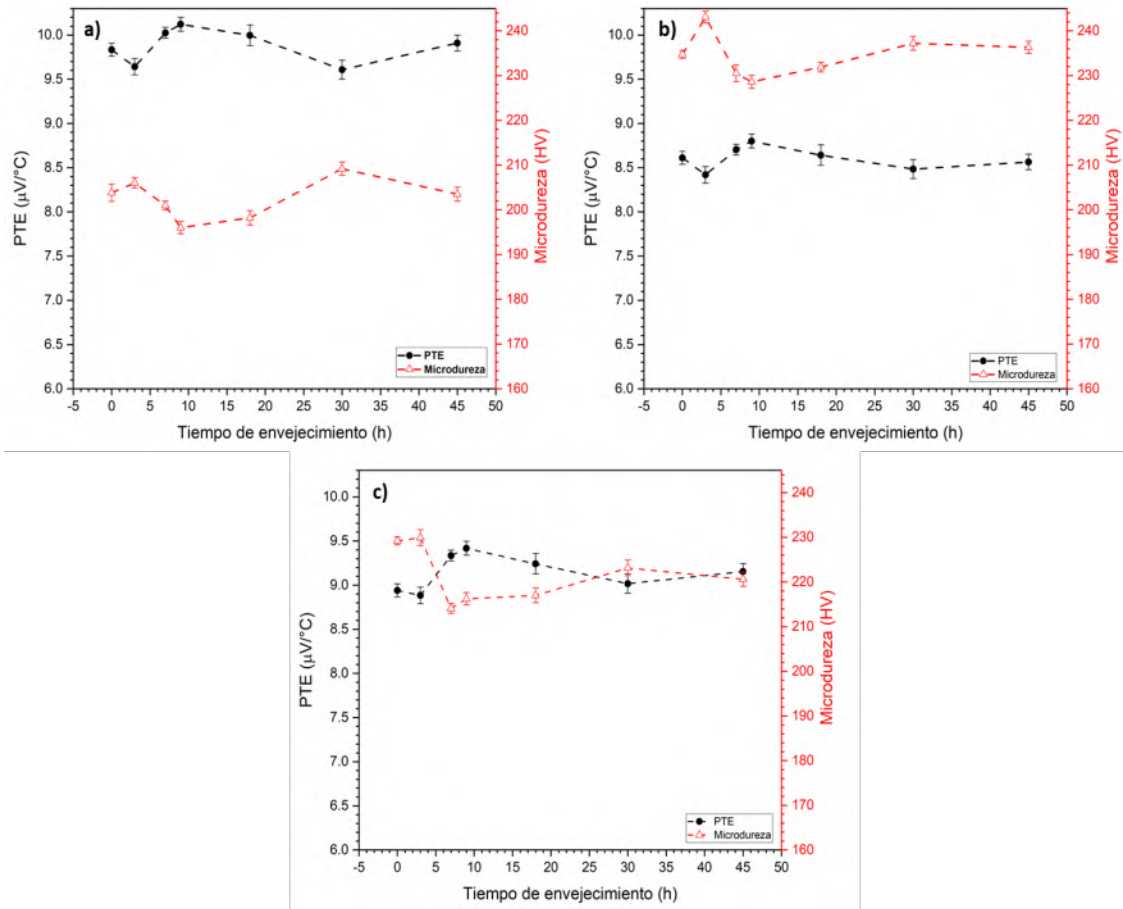 a)
10.0
9.5
9.0
8.5
8.0
7.5
7.0
6.5
6.0
PTE (µV/°C)
240
230
220
210
200
190
180
170
160
Microdureza (HV)
PTE
Microdureza
-5 0 5 10 15 20 25 30 35 40 45 50
Tiempo de envejecimiento (h)
b)
10.0
9.5
9.0
8.5
8.0
7.5
7.0
6.5
6.0
PTE (µV/°C)
240
230
220
210
200
190
180
170
160
Microdureza (HV)
PTE
Microdureza
-5 0 5 10 15 20 25 30 35 40 45 50
Tiempo de envejecimiento (h)
c)
10.0
9.5
9.0
8.5
8.0
7.5
7.0
6.5
6.0
PTE (µV/°C)
240
230
220
210
200
190
180
170
160
Microdureza (HV)
PTE
Microdureza
-5 0 5 10 15 20 25 30 35 40 45 50
Tiempo de envejecimiento (h)